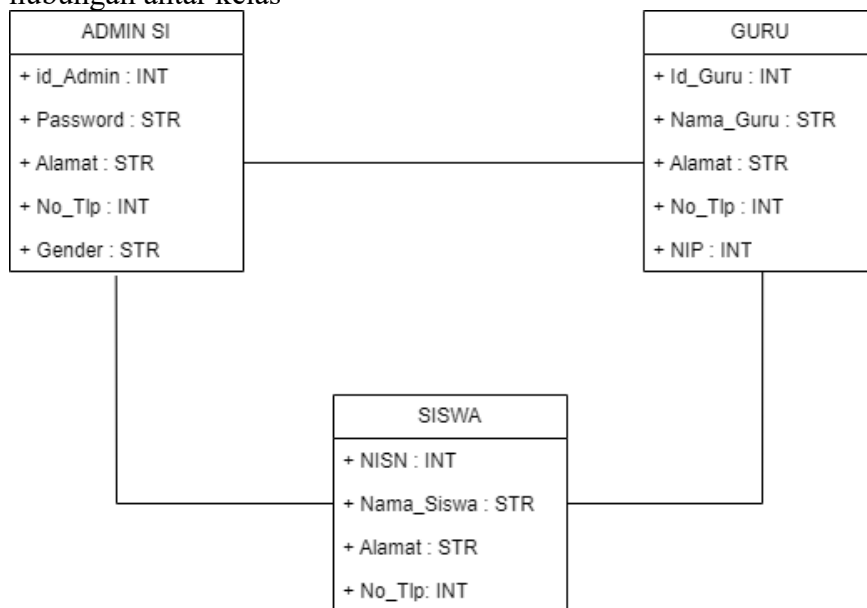 hubungan antar kelas
ADMIN SI
+ id_Admin : INT
+ Password : STR
+ Alamat : STR
+ No_Tlp : INT
+ Gender : STR
GURU
+ Id_Guru : INT
+ Nama_Guru : STR
+ Alamat : STR
+ No_Tlp : INT
+ NIP : INT
SISWA
+ NISN : INT
+ Nama_Siswa : STR
+ Alamat : STR
+ No_Tlp: INT